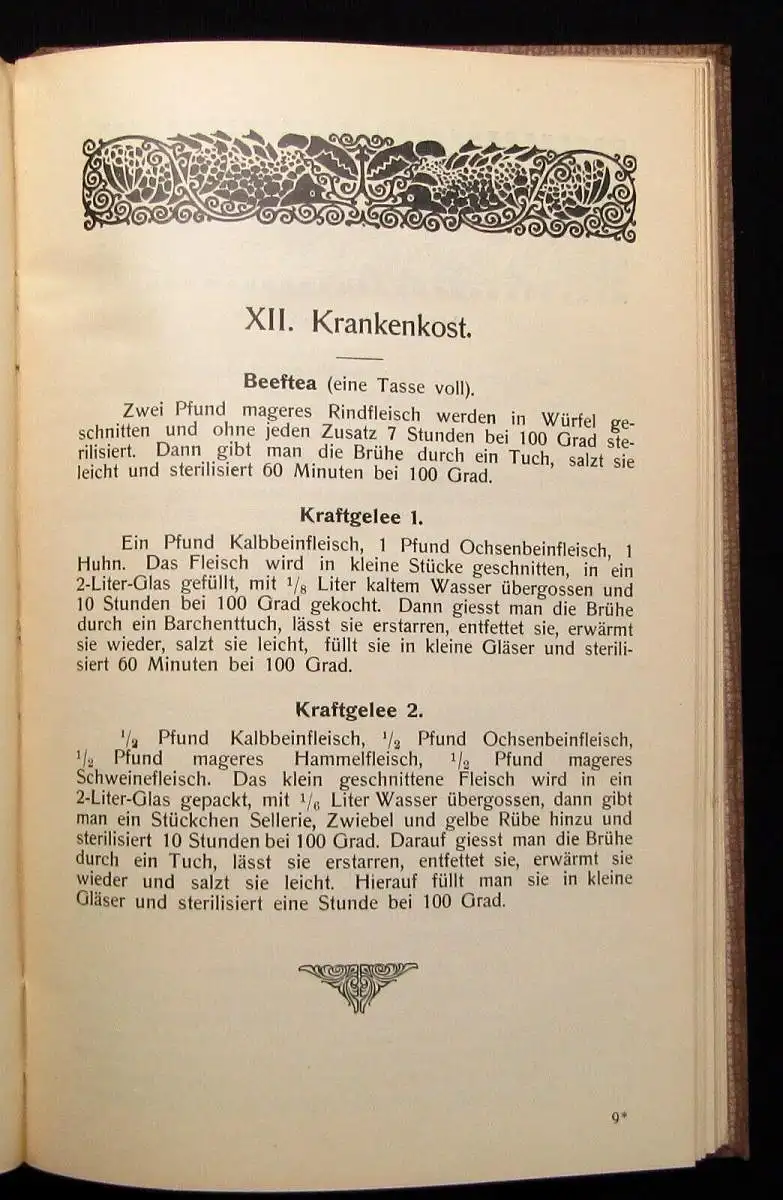 XII. Krankenkost.
Beeftea (eine Tasse voll).
Zwei Pfund mageres Rindfleisch werden in Würfel ge-
schnitten und ohne jeden Zusatz 7 Stunden bei 100 Grad ste-
rilisiert. Dann gibt man die Brühe durch ein Tuch, salzt sie
leicht und sterilisiert 60 Minuten bei 100 Grad.
Kraftgelee 1.
Ein Pfund Kalbbeinfleisch, 1 Pfund Ochsenbeinfleisch, 1
Huhn. Das Fleisch wird in kleine Stücke geschnitten, in ein
2-Liter-Glas gefüllt, mit 1/8 Liter kaltem Wasser übergossen und
10 Stunden bei 100 Grad gekocht. Dann giesst man die Brühe
durch ein Barchenttuch, lässt sie erstarren, entfettet sie, erwärmt
sie wieder, salzt sie leicht, füllt sie in kleine Gläser und sterili-
siert 60 Minuten bei 100 Grad.
Kraftgelee 2.
1/2 Pfund Kalbbeinfleisch, 1/2 Pfund Ochsenbeinfleisch,
1/2 Pfund mageres Hammelfleisch, 1/2 Pfund mageres
Schweinefleisch. Das klein geschnittene Fleisch wird in ein
2-Liter-Glas gepackt, mit 1/6 Liter Wasser übergossen, dann gibt
man ein Stückchen Sellerie, Zwiebel und gelbe Rübe hinzu und
sterilisiert 10 Stunden bei 100 Grad. Darauf giesst man die Brühe
durch ein Tuch, lässt sie erstarren, entfettet sie, erwärmt sie
wieder und salzt sie leicht. Hierauf füllt man sie in kleine
Gläser und sterilisiert eine Stunde bei 100 Grad.
9*